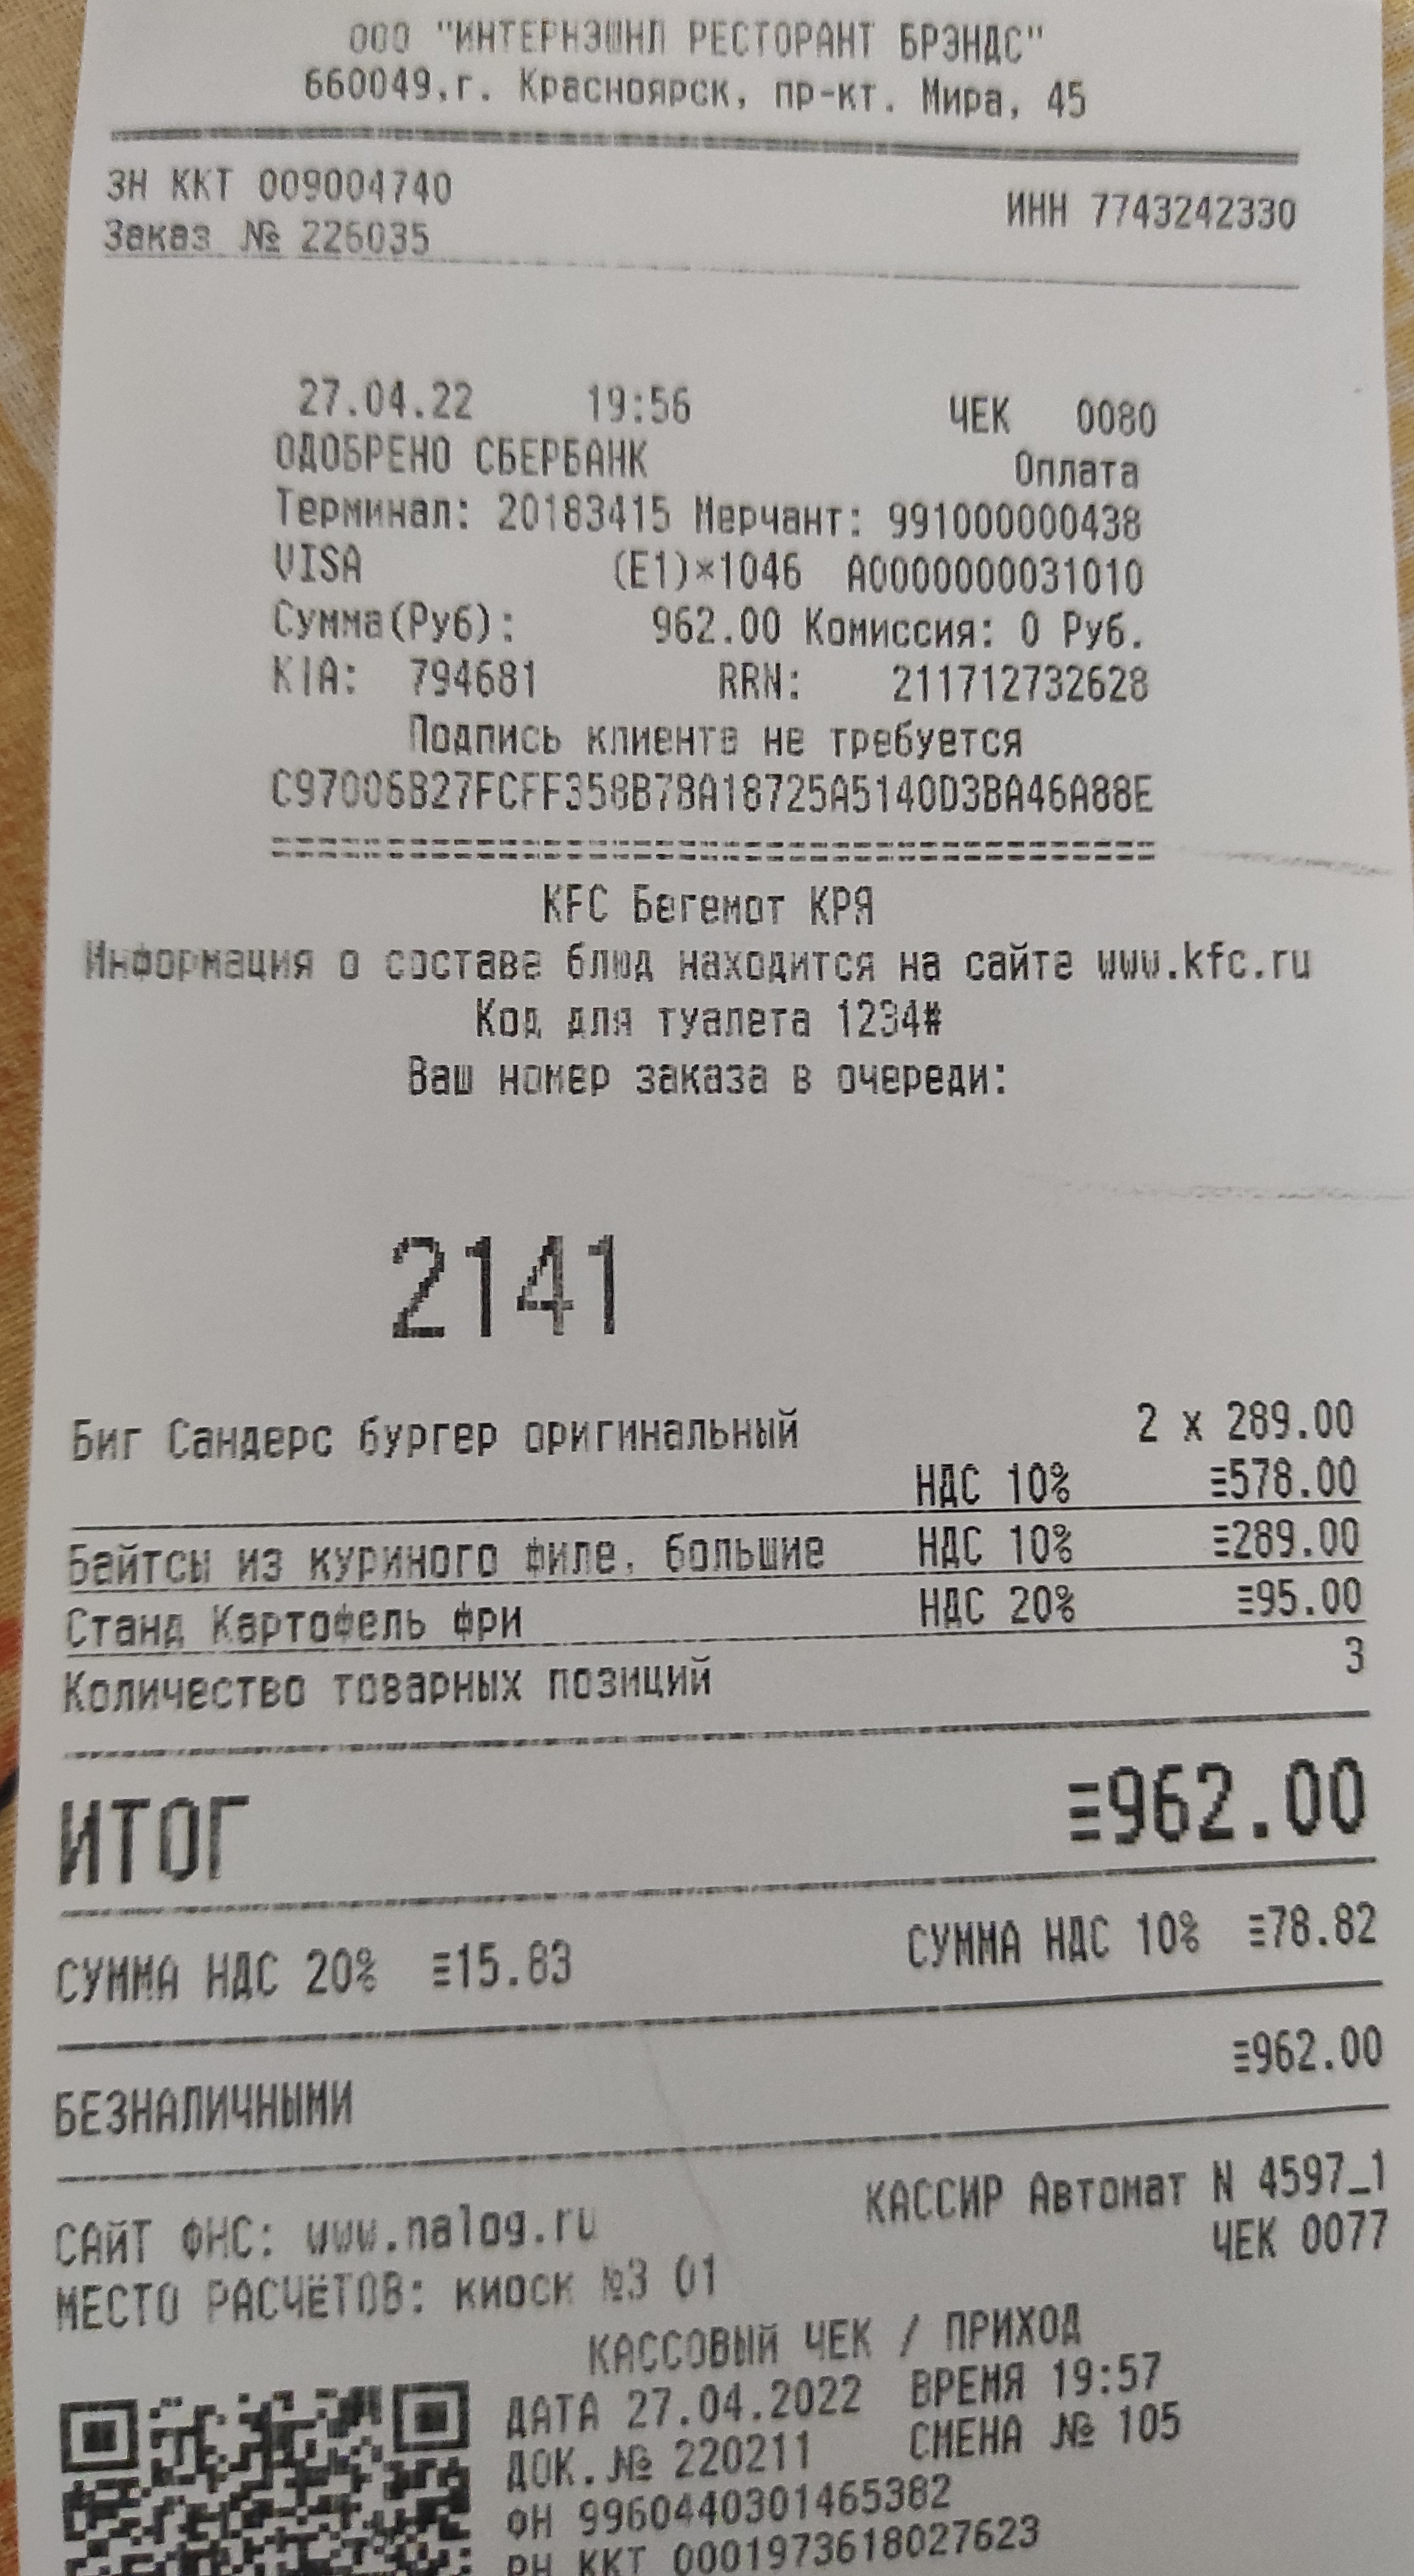 ООО "ИНТЕРНЭШНЛ РЕСТОРАНТ БРЭНДС"
660049,г. Красноярск, пр-кт. Мира, 45
ЗН ККТ 009004740 ИНН 7743242330
Заказ № 226035
27.04.22 19:56 ЧЕК 0080
ОДОБРЕНО СБЕРБАНК Оплата
Терминал: 20183415 Мерчант: 991000000438
VISA (E1)*1046 A0000000031010
Сумма(Руб): 962.00 Комиссия: 0 Руб.
К|А: 794681 RRN: 211712732628
Подпись клиента не требуется
C97006B27FCFF358B78A18725A5140D3BA46A88E
========================================
KFC Бегемот КРЯ
Информация о составе блюд находится на сайте www.kfc.ru
Код для туалета 1234#
Ваш номер заказа в очереди:
2141
Биг Сандерс бургер оригинальный 2 x 289.00
НДС 10% ≡578.00
Байтсы из куриного филе, большие НДС 10% ≡289.00
Станд Картофель фри НДС 20% ≡95.00
Количество товарных позиций 3
ИТОГ ≡962.00
СУММА НДС 20% ≡15.83 СУММА НДС 10% ≡78.82
БЕЗНАЛИЧНЫМИ ≡962.00
КАССИР Автомат N 4597_1
САЙТ ФНС: www.nalog.ru ЧЕК 0077
МЕСТО РАСЧЁТОВ: киоск №3 01
КАССОВЫЙ ЧЕК / ПРИХОД
ДАТА 27.04.2022 ВРЕМЯ 19:57
ДОК.№ 220211 СМЕНА № 105
ФН 9960440301465382
РН ККТ 0001973618027623